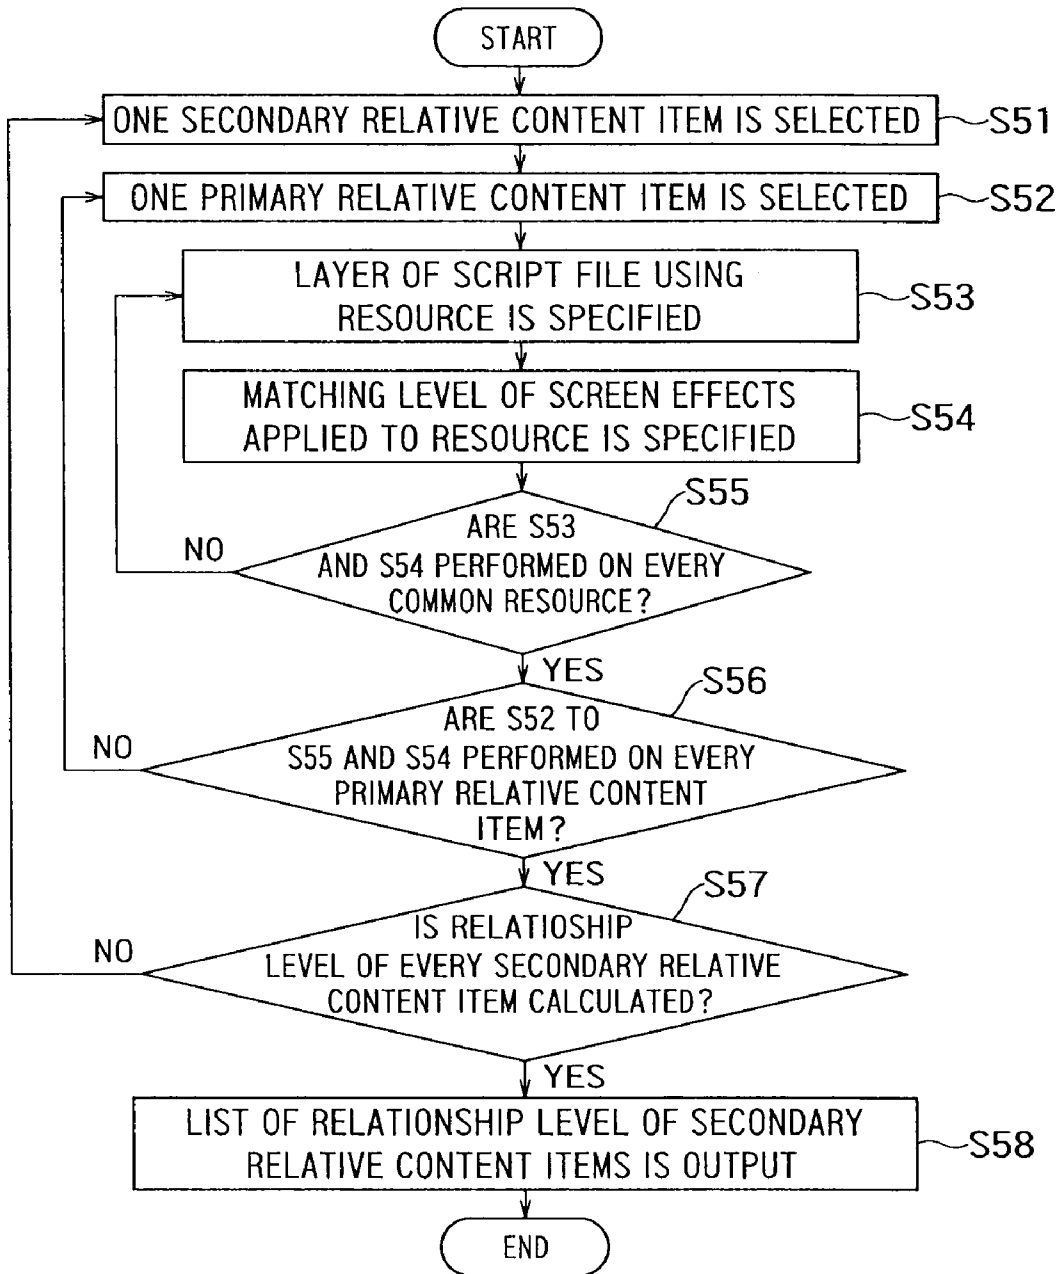 START
ONE SECONDARY RELATIVE CONTENT ITEM IS SELECTED
S51
ONE PRIMARY RELATIVE CONTENT ITEM IS SELECTED
S52
LAYER OF SCRIPT FILE USING
RESOURCE IS SPECIFIED
S53
MATCHING LEVEL OF SCREEN EFFECTS
APPLIED TO RESOURCE IS SPECIFIED
S54
S55
ARE S53
AND S54 PERFORMED ON EVERY
COMMON RESOURCE?
NO
YES
S56
ARE S52 TO
S55 AND S54 PERFORMED ON EVERY
PRIMARY RELATIVE CONTENT
ITEM?
NO
YES
S57
IS RELATIOSHIP
LEVEL OF EVERY SECONDARY RELATIVE
CONTENT ITEM CALCULATED?
NO
YES
LIST OF RELATIONSHIP LEVEL OF SECONDARY
RELATIVE CONTENT ITEMS IS OUTPUT
S58
END